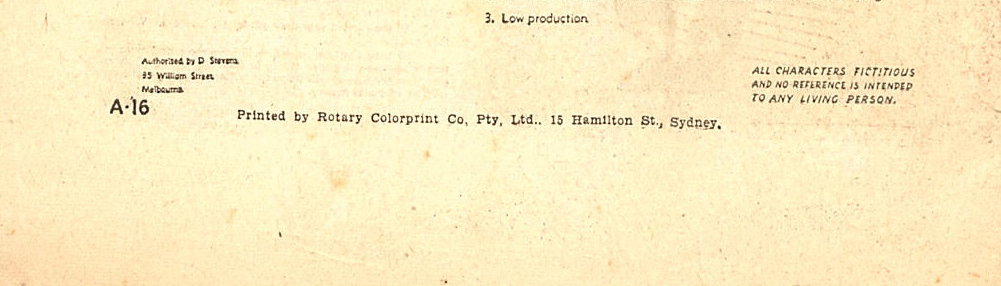 3. Low production
Authorised by D Stevens,
95 William Street,
Melbourne.
A-16
Printed by Rotary Colorprint Co, Pty, Ltd.. 15 Hamilton St., Sydney.
ALL CHARACTERS FICTITIOUS
AND NO REFERENCE IS INTENDED
TO ANY LIVING PERSON.